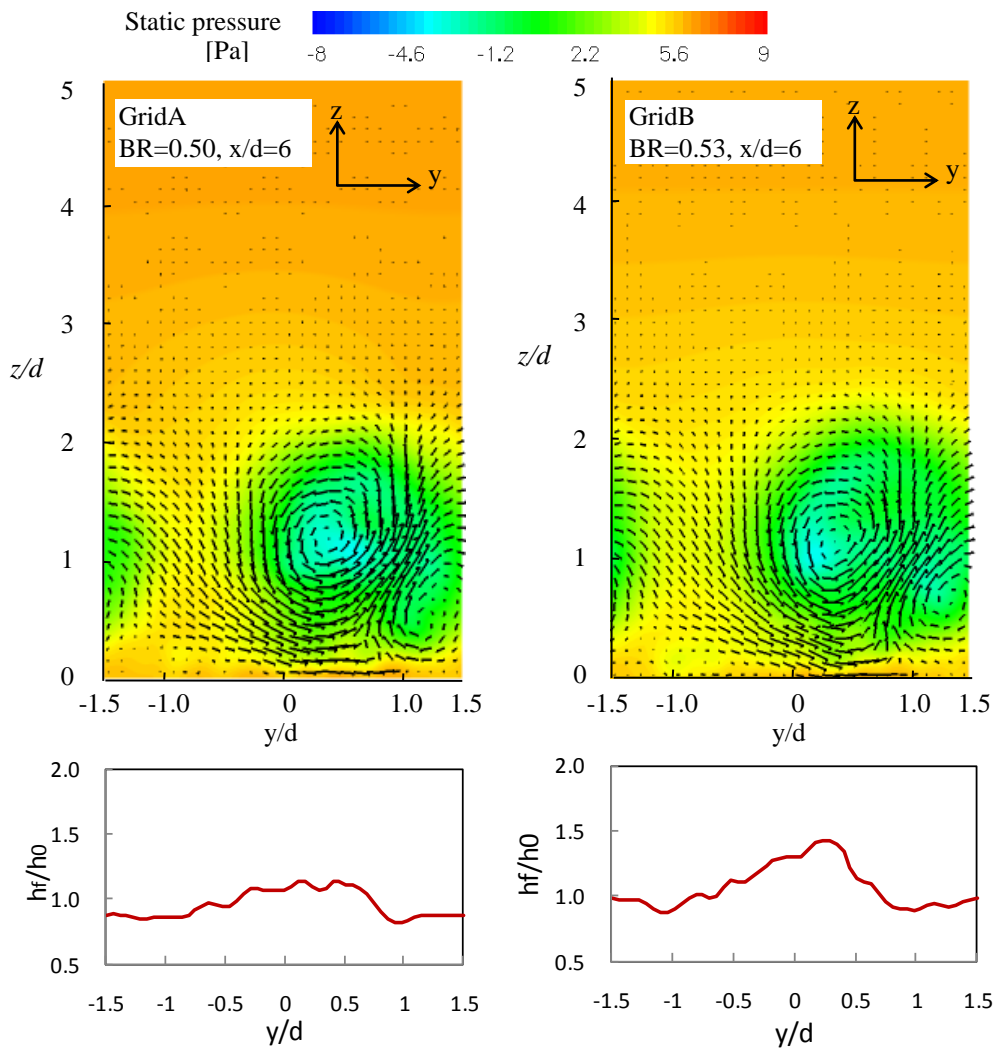 Static pressure
[Pa]
-8 -4.6 -1.2 2.2 5.6 9
5
4
3
z/d
2
1
0
GridA
BR=0.50, x/d=6
z
y
-1.5 -1.0 0 1.0 1.5
y/d
5
4
3
z/d
2
1
0
GridB
BR=0.53, x/d=6
z
y
-1.5 -1.0 0 1.0 1.5
y/d
2.0
1.5
1.0
0.5
hf/h0
-1.5 -1 -0.5 0 0.5 1 1.5
y/d
2.0
1.5
1.0
0.5
hf/h0
-1.5 -1 -0.5 0 0.5 1 1.5
y/d